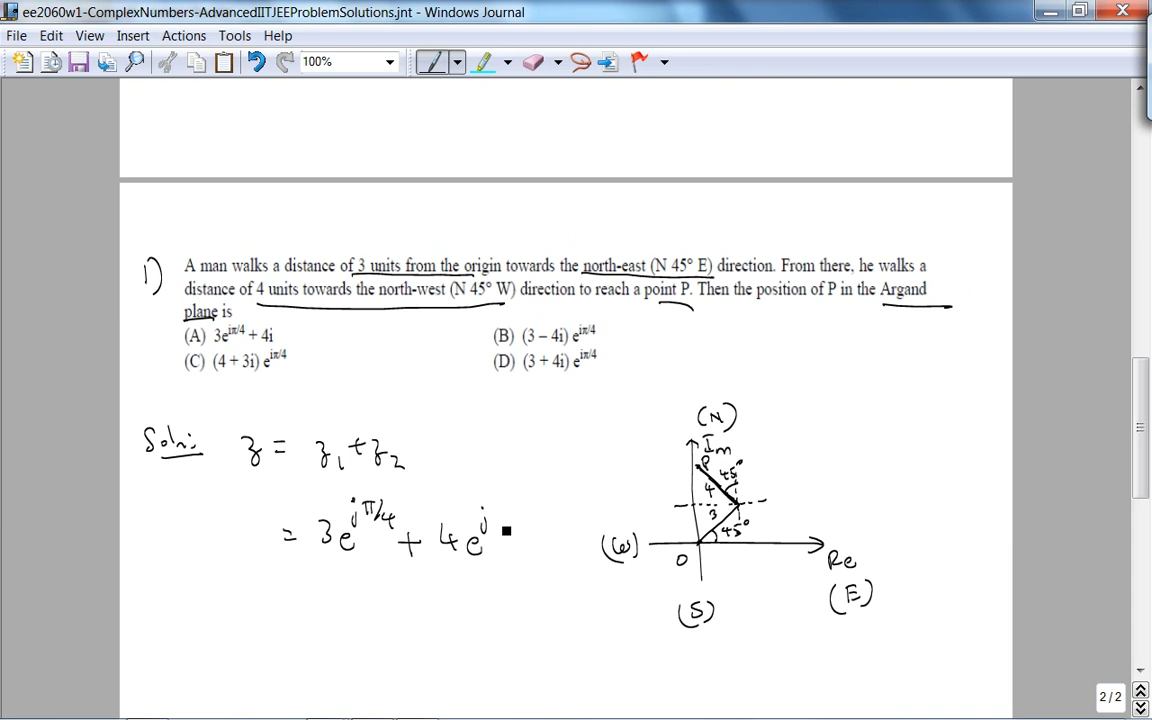 ee2060w1-ComplexNumbers-AdvancedIITJEEProblemSolutions.jnt - Windows Journal
File Edit View Insert Actions Tools Help
100%
1) A man walks a distance of 3 units from the origin towards the north-east (N 45° E) direction. From there, he walks a
distance of 4 units towards the north-west (N 45° W) direction to reach a point P. Then the position of P in the Argand
plane is
(A) 3e^{iπ/4} + 4i (B) (3 – 4i) e^{iπ/4}
(C) (4 + 3i) e^{iπ/4} (D) (3 + 4i) e^{iπ/4}
(N)
Im
Soln: z = z₁ + z₂
P 45°
4
= 3e^{jπ/4} + 4e^{j
3 45°
(W) O Re
(E)
(S)
2 / 2